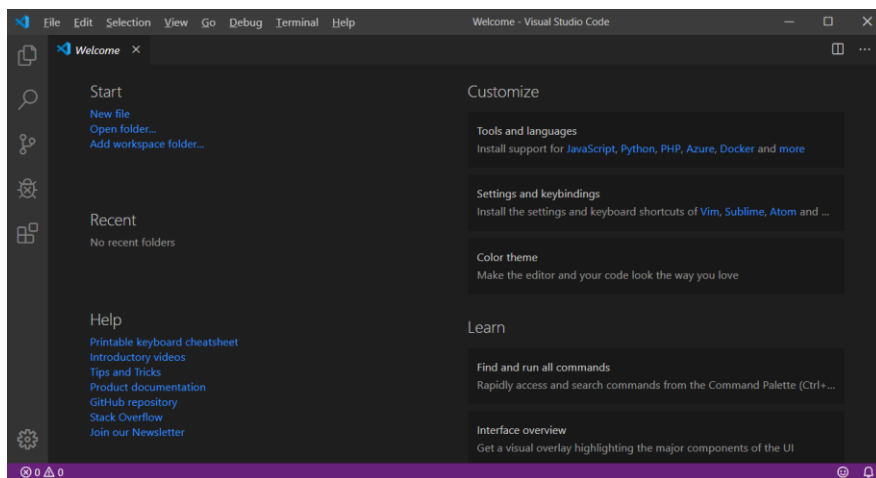 File Edit Selection View Go Debug Terminal Help
Welcome - Visual Studio Code
Welcome
Start
New file
Open folder...
Add workspace folder...
Recent
No recent folders
Help
Printable keyboard cheatsheet
Introductory videos
Tips and Tricks
Product documentation
GitHub repository
Stack Overflow
Join our Newsletter
Customize
Tools and languages
Install support for JavaScript, Python, PHP, Azure, Docker and more
Settings and keybindings
Install the settings and keyboard shortcuts of Vim, Sublime, Atom and ...
Color theme
Make the editor and your code look the way you love
Learn
Find and run all commands
Rapidly access and search commands from the Command Palette (Ctrl+...
Interface overview
Get a visual overlay highlighting the major components of the UI
0 0